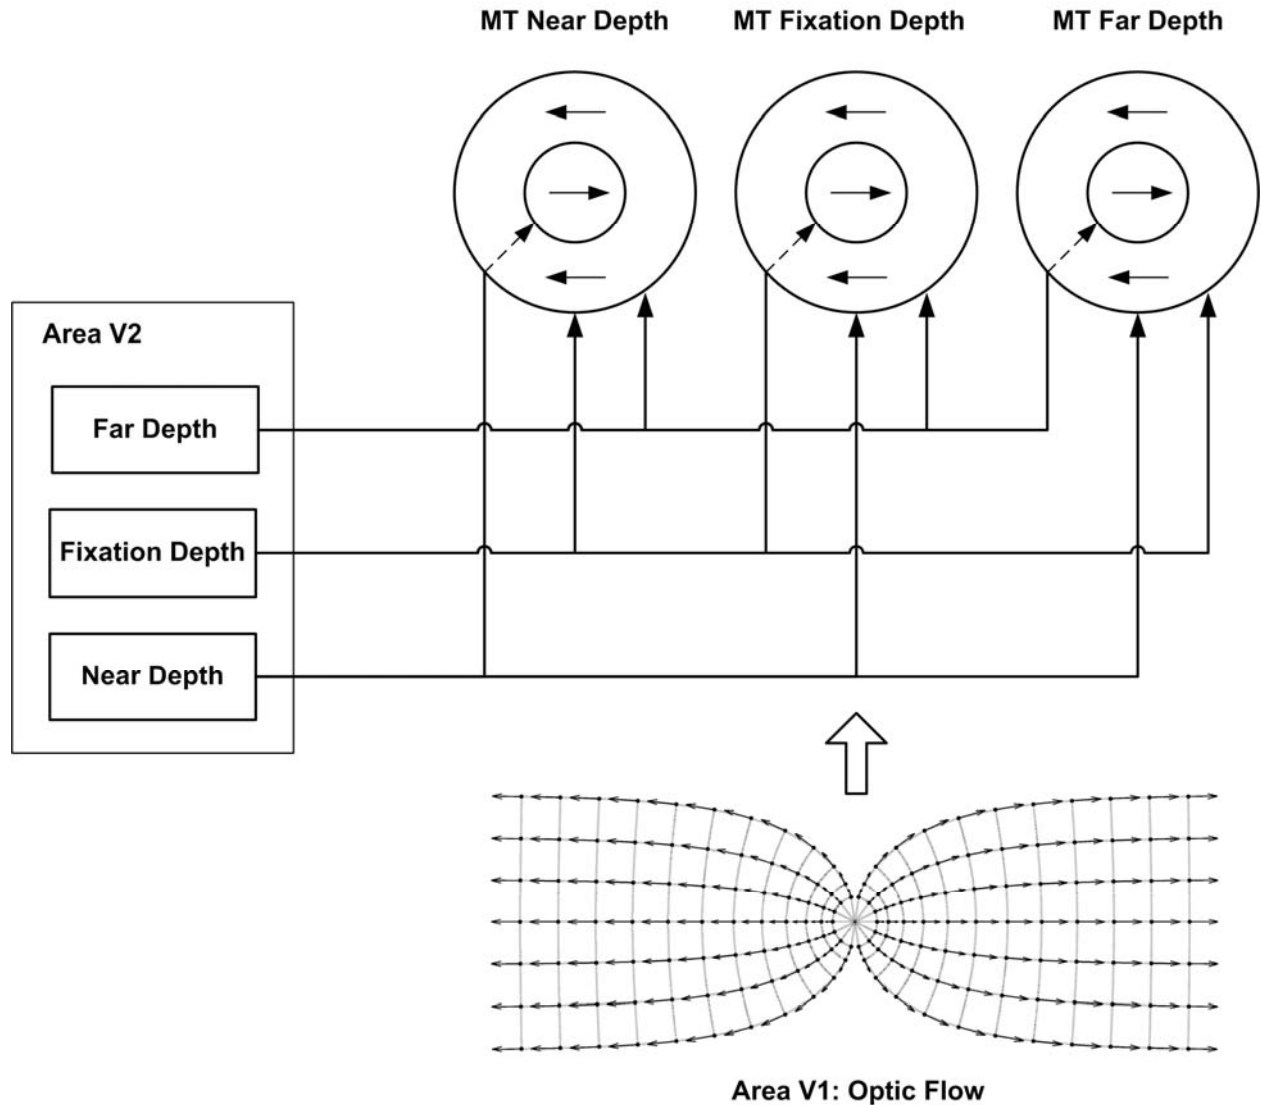 MT Near Depth
MT Fixation Depth
MT Far Depth
Area V2
Far Depth
Fixation Depth
Near Depth
Area V1: Optic Flow